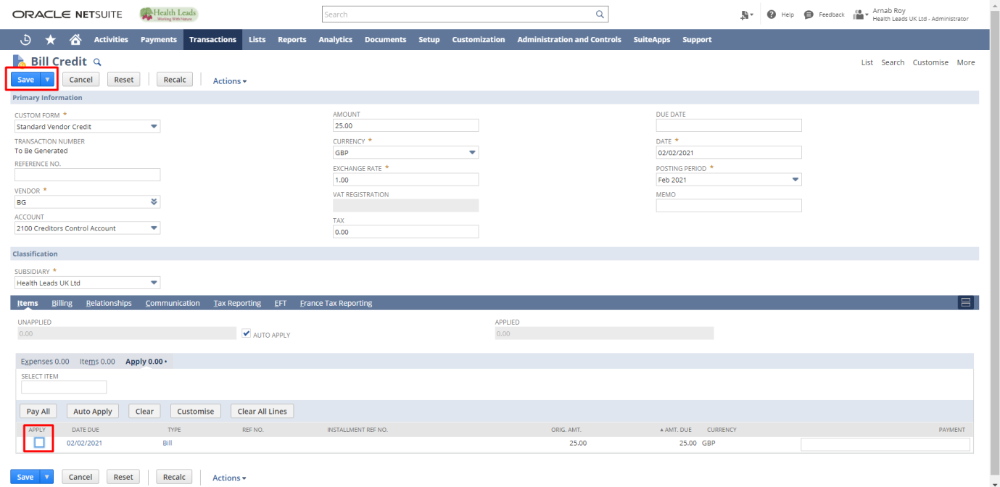 ORACLE NETSUITE Health Leads Working With Nature Search Help Feedback Arnab Roy
Health Leads UK Ltd - Administrator
Activities Payments Transactions Lists Reports Analytics Documents Setup Customization Administration and Controls SuiteApps Support
Bill Credit List Search Customise More
Save Cancel Reset Recalc Actions
Primary Information
CUSTOM FORM * AMOUNT DUE DATE
Standard Vendor Credit 25.00
TRANSACTION NUMBER CURRENCY * DATE *
To Be Generated GBP 02/02/2021
REFERENCE NO. EXCHANGE RATE * POSTING PERIOD *
1.00 Feb 2021
VENDOR * VAT REGISTRATION MEMO
BG
ACCOUNT TAX
2100 Creditors Control Account 0.00
Classification
SUBSIDIARY *
Health Leads UK Ltd
Items Billing Relationships Communication Tax Reporting EFT France Tax Reporting
UNAPPLIED APPLIED
0.00 AUTO APPLY 0.00
Expenses 0.00 Items 0.00 Apply 0.00 •
SELECT ITEM
Pay All Auto Apply Clear Customise Clear All Lines
APPLY DATE DUE TYPE REF NO. INSTALLMENT REF NO. ORIG. AMT. ▲ AMT. DUE CURRENCY PAYMENT
02/02/2021 Bill 25.00 25.00 GBP
Save Cancel Reset Recalc Actions